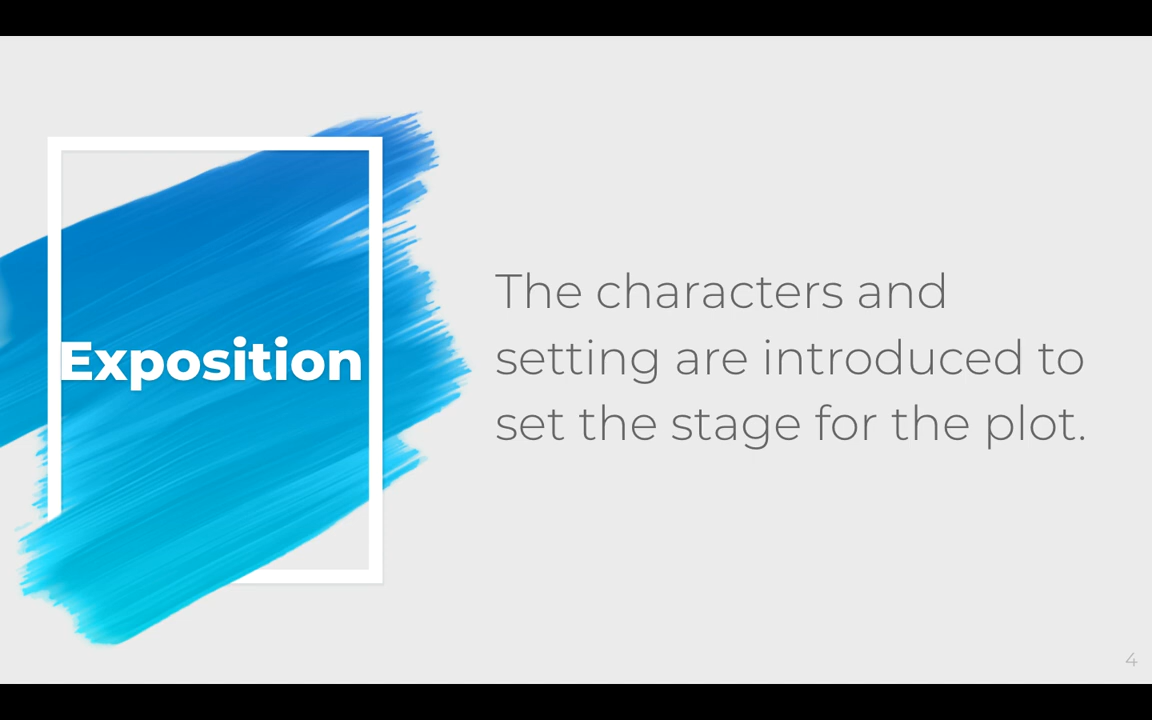 Exposition
The characters and
setting are introduced to
set the stage for the plot.
4